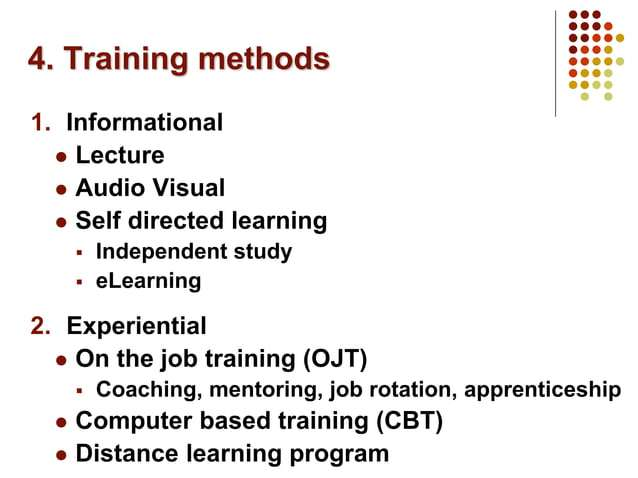 4. Training methods
1. Informational
● Lecture
● Audio Visual
● Self directed learning
▪ Independent study
▪ eLearning
2. Experiential
● On the job training (OJT)
▪ Coaching, mentoring, job rotation, apprenticeship
● Computer based training (CBT)
● Distance learning program